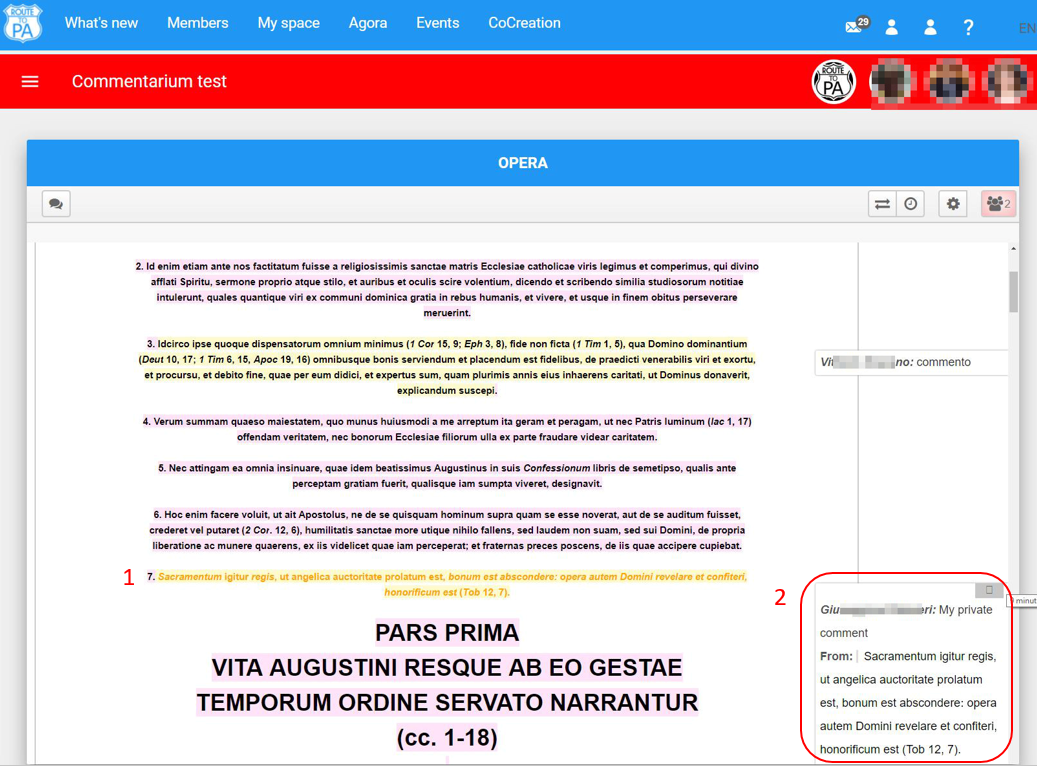 ROUTE TO PA
What's new Members My space Agora Events CoCreation 29 ? EN
Commentarium test
ROUTE TO PA
OPERA
2
2. Id enim etiam ante nos factitatum fuisse a religiosissimis sanctae matris Ecclesiae catholicae viris legimus et comperimus, qui divino
afflati Spiritu, sermone proprio atque stilo, et auribus et oculis scire volentium, dicendo et scribendo similia studiosorum notitiae
intulerunt, quales quantique viri ex communi dominica gratia in rebus humanis, et vivere, et usque in finem obitus perseverare
meruerint.
3. Idcirco ipse quoque dispensatorum omnium minimus (1 Cor 15, 9; Eph 3, 8), fide non ficta (1 Tim 1, 5), qua Domino dominantium
(Deut 10, 17; 1 Tim 6, 15, Apoc 19, 16) omnibusque bonis serviendum et placendum est fidelibus, de praedicti venerabilis viri et exortu,
et procursu, et debito fine, quae per eum didici, et expertus sum, quam plurimis annis eius inhaerens caritati, ut Dominus donaverit,
explicandum suscepi.
commento
4. Verum summam quaeso maiestatem, quo munus huiusmodi a me arreptum ita geram et peragam, ut nec Patris luminum (Iac 1, 17)
offendam veritatem, nec bonorum Ecclesiae filiorum ulla ex parte fraudare videar caritatem.
5. Nec attingam ea omnia insinuare, quae idem beatissimus Augustinus in suis Confessionum libris de semetipso, qualis ante
perceptam gratiam fuerit, qualisque iam sumpta viveret, designavit.
6. Hoc enim facere voluit, ut ait Apostolus, ne de se quisquam hominum supra quam se esse noverat, aut de se auditum fuisset,
crederet vel putaret (2 Cor. 12, 6), humilitatis sanctae more utique nihilo fallens, sed laudem non suam, sed sui Domini, de propria
liberatione ac munere quaerens, ex iis videlicet quae iam perceperat; et fraternas preces poscens, de iis quae accipere cupiebat.
1
7. Sacramentum igitur regis, ut angelica auctoritate prolatum est, bonum est abscondere: opera autem Domini revelare et confiteri,
honorificum est (Tob 12, 7).
PARS PRIMA
VITA AUGUSTINI RESQUE AB EO GESTAE
TEMPORUM ORDINE SERVATO NARRANTUR
(cc. 1-18)
2
My private
comment
From: Sacramentum igitur regis,
ut angelica auctoritate prolatum
est, bonum est abscondere: opera
autem Domini revelare et confiteri,
honorificum est (Tob 12, 7).